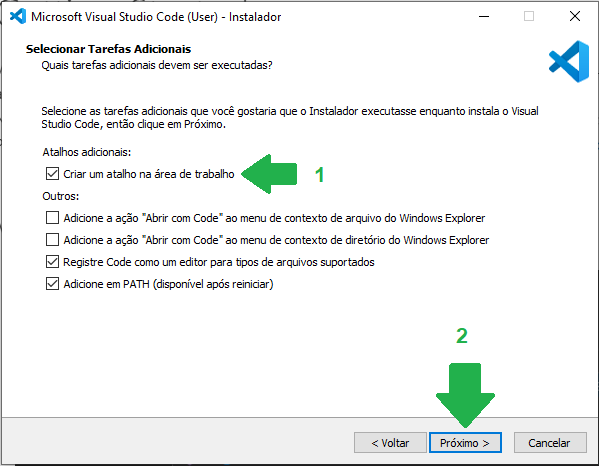 Microsoft Visual Studio Code (User) - Instalador
Selecionar Tarefas Adicionais
Quais tarefas adicionais devem ser executadas?
Selecione as tarefas adicionais que você gostaria que o Instalador executasse enquanto instala o Visual
Studio Code, então clique em Próximo.
Atalhos adicionais:
Criar um atalho na área de trabalho
1
Outros:
Adicione a ação "Abrir com Code" ao menu de contexto de arquivo do Windows Explorer
Adicione a ação "Abrir com Code" ao menu de contexto de diretório do Windows Explorer
Registre Code como um editor para tipos de arquivos suportados
Adicione em PATH (disponível após reiniciar)
2
< Voltar
Próximo >
Cancelar